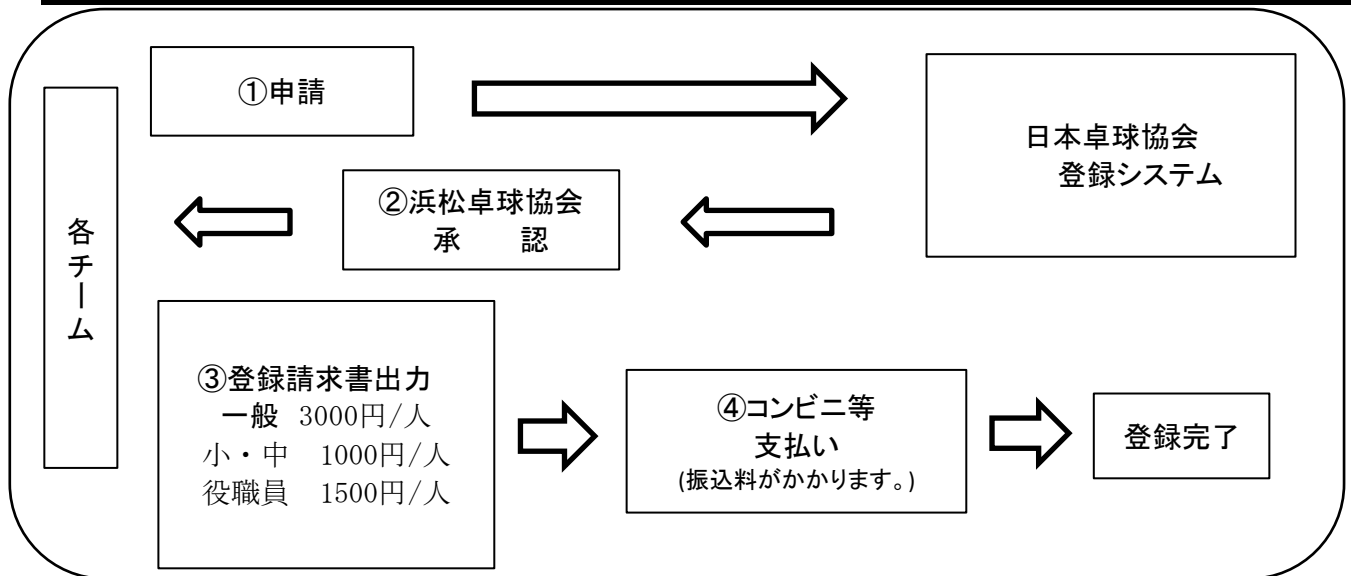 各チーム
①申請
日本卓球協会
登録システム
②浜松卓球協会
承　　認
③登録請求書出力
一般　3000円/人
小・中　1000円/人
役職員　1500円/人
④コンビニ等
支払い
(振込料がかかります。)
登録完了